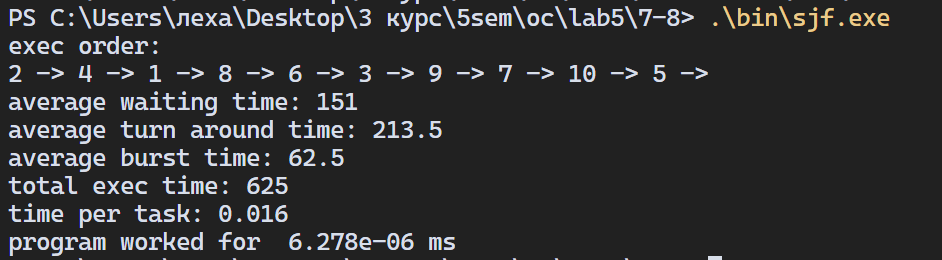 PS C:\Users\леха\Desktop\3 курс\5sem\ос\lab5\7-8> .\bin\sjf.exe
exec order:
2 -> 4 -> 1 -> 8 -> 6 -> 3 -> 9 -> 7 -> 10 -> 5 ->
average waiting time: 151
average turn around time: 213.5
average burst time: 62.5
total exec time: 625
time per task: 0.016
program worked for  6.278e-06 ms